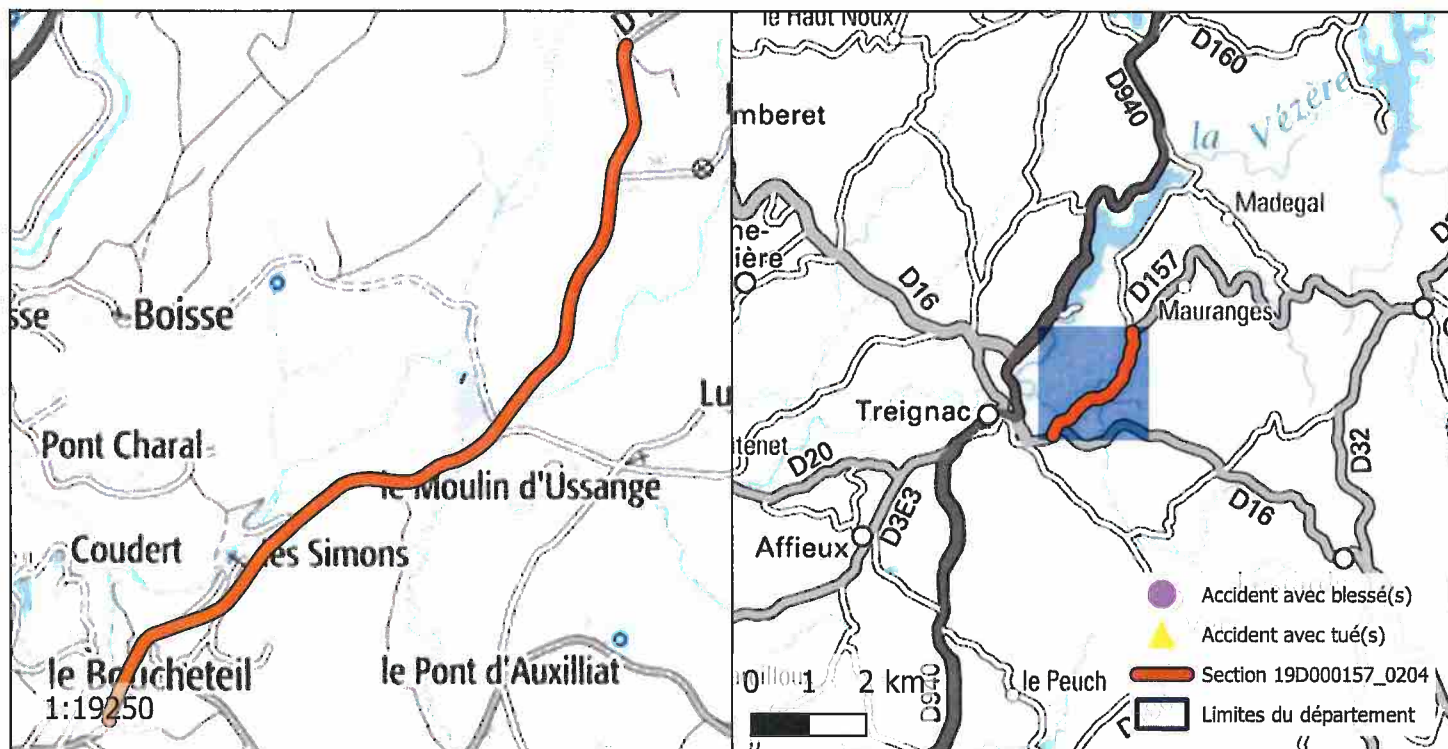 Boisse
Pont Charal
Lu
le Moulin d'Ussange
Coudert
les Simons
le Boucheteil
le Pont d'Auxilliat
1:19250
le Haut Noux
D160
D940
mberet
la Vézère
Madegal
ière
D16
D157
Mauranges
Treignac
D20
D3E3
D32
D16
Affieux
D940
le Peuch
0 1 2 km
Accident avec blessé(s)
Accident avec tué(s)
Section 19D000157_0204
Limites du département